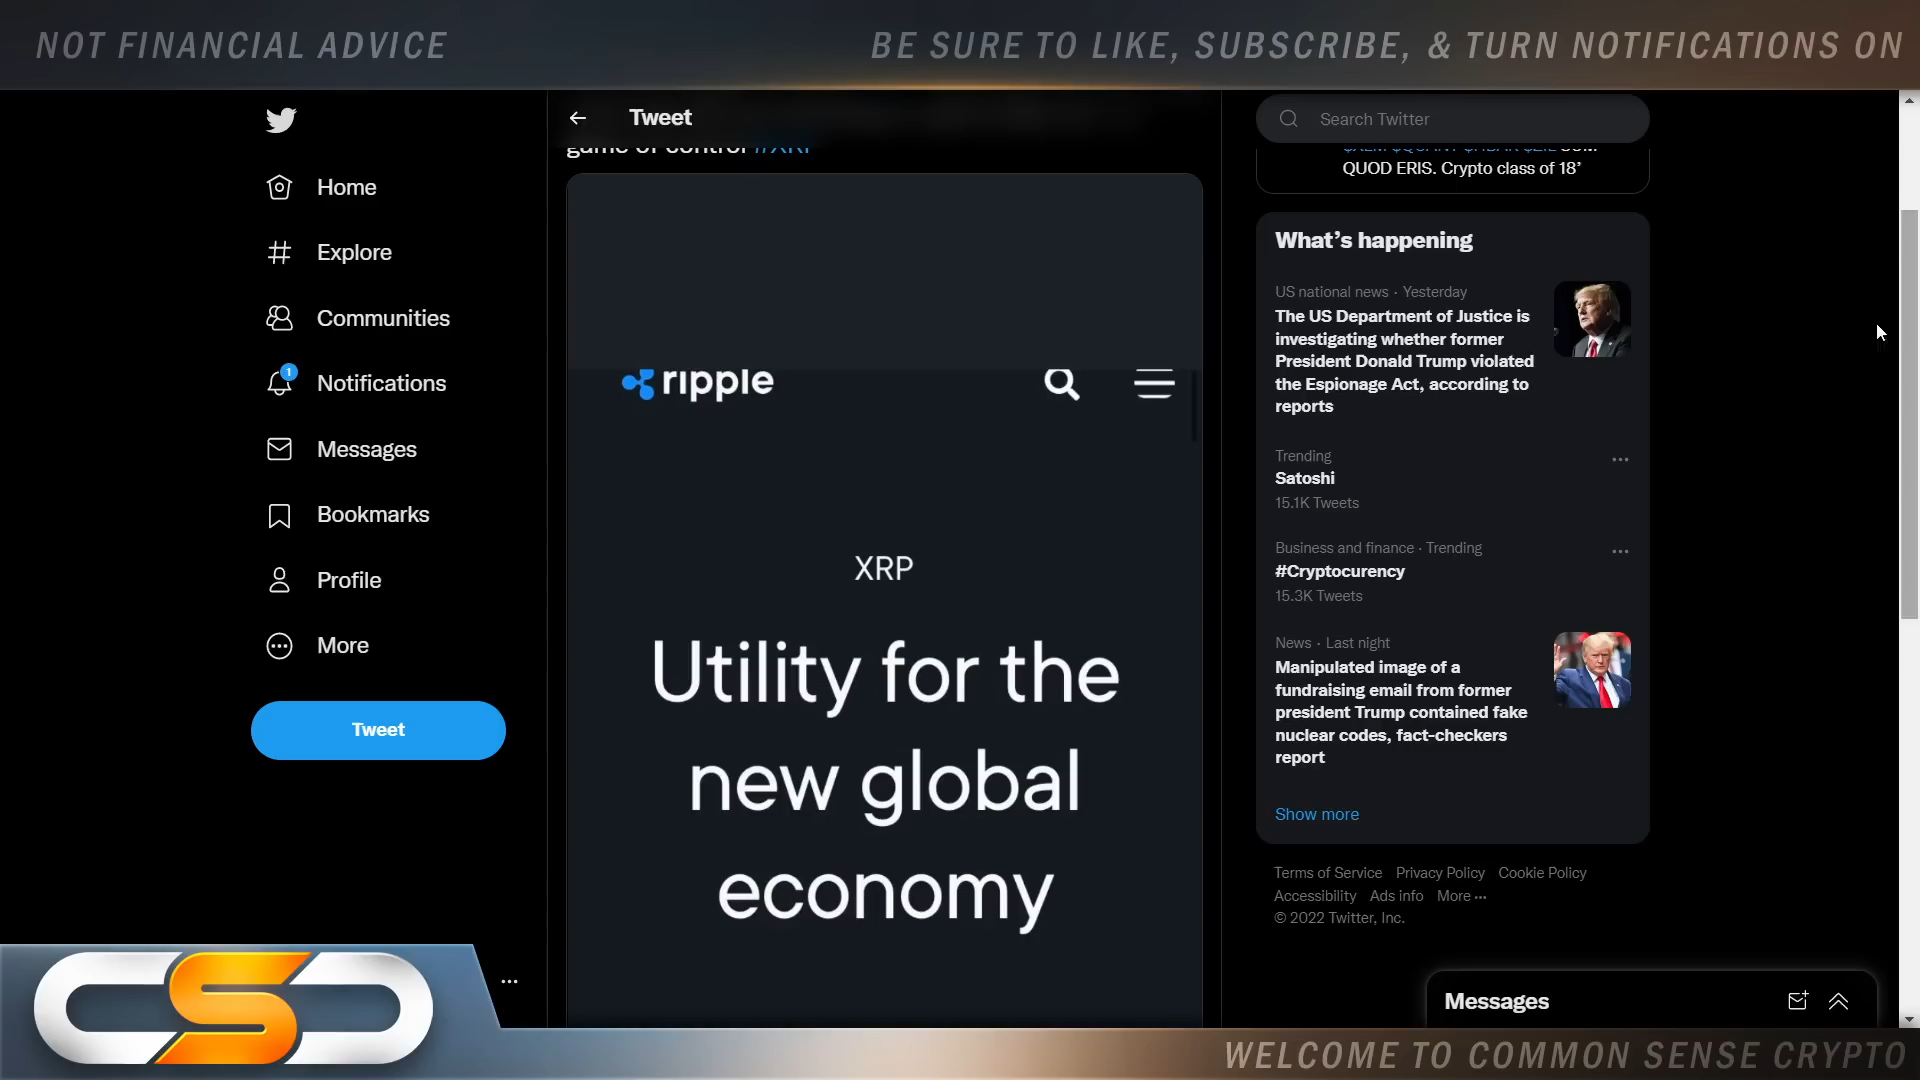 NOT FINANCIAL ADVICE
BE SURE TO LIKE, SUBSCRIBE, & TURN NOTIFICATIONS ON
Home
Explore
Communities
1
Notifications
Messages
Bookmarks
Profile
More
Tweet
Tweet
game of control #XRP
ripple
XRP
Utility for the
new global
economy
Search Twitter
QUOD ERIS. Crypto class of 18’
What’s happening
US national news · Yesterday
The US Department of Justice is
investigating whether former
President Donald Trump violated
the Espionage Act, according to
reports
Trending
Satoshi
15.1K Tweets
Business and finance · Trending
#Cryptocurency
15.3K Tweets
News · Last night
Manipulated image of a
fundraising email from former
president Trump contained fake
nuclear codes, fact-checkers
report
Show more
Terms of Service Privacy Policy Cookie Policy
Accessibility Ads info More ···
© 2022 Twitter, Inc.
Messages
CSC
WELCOME TO COMMON SENSE CRYPTO